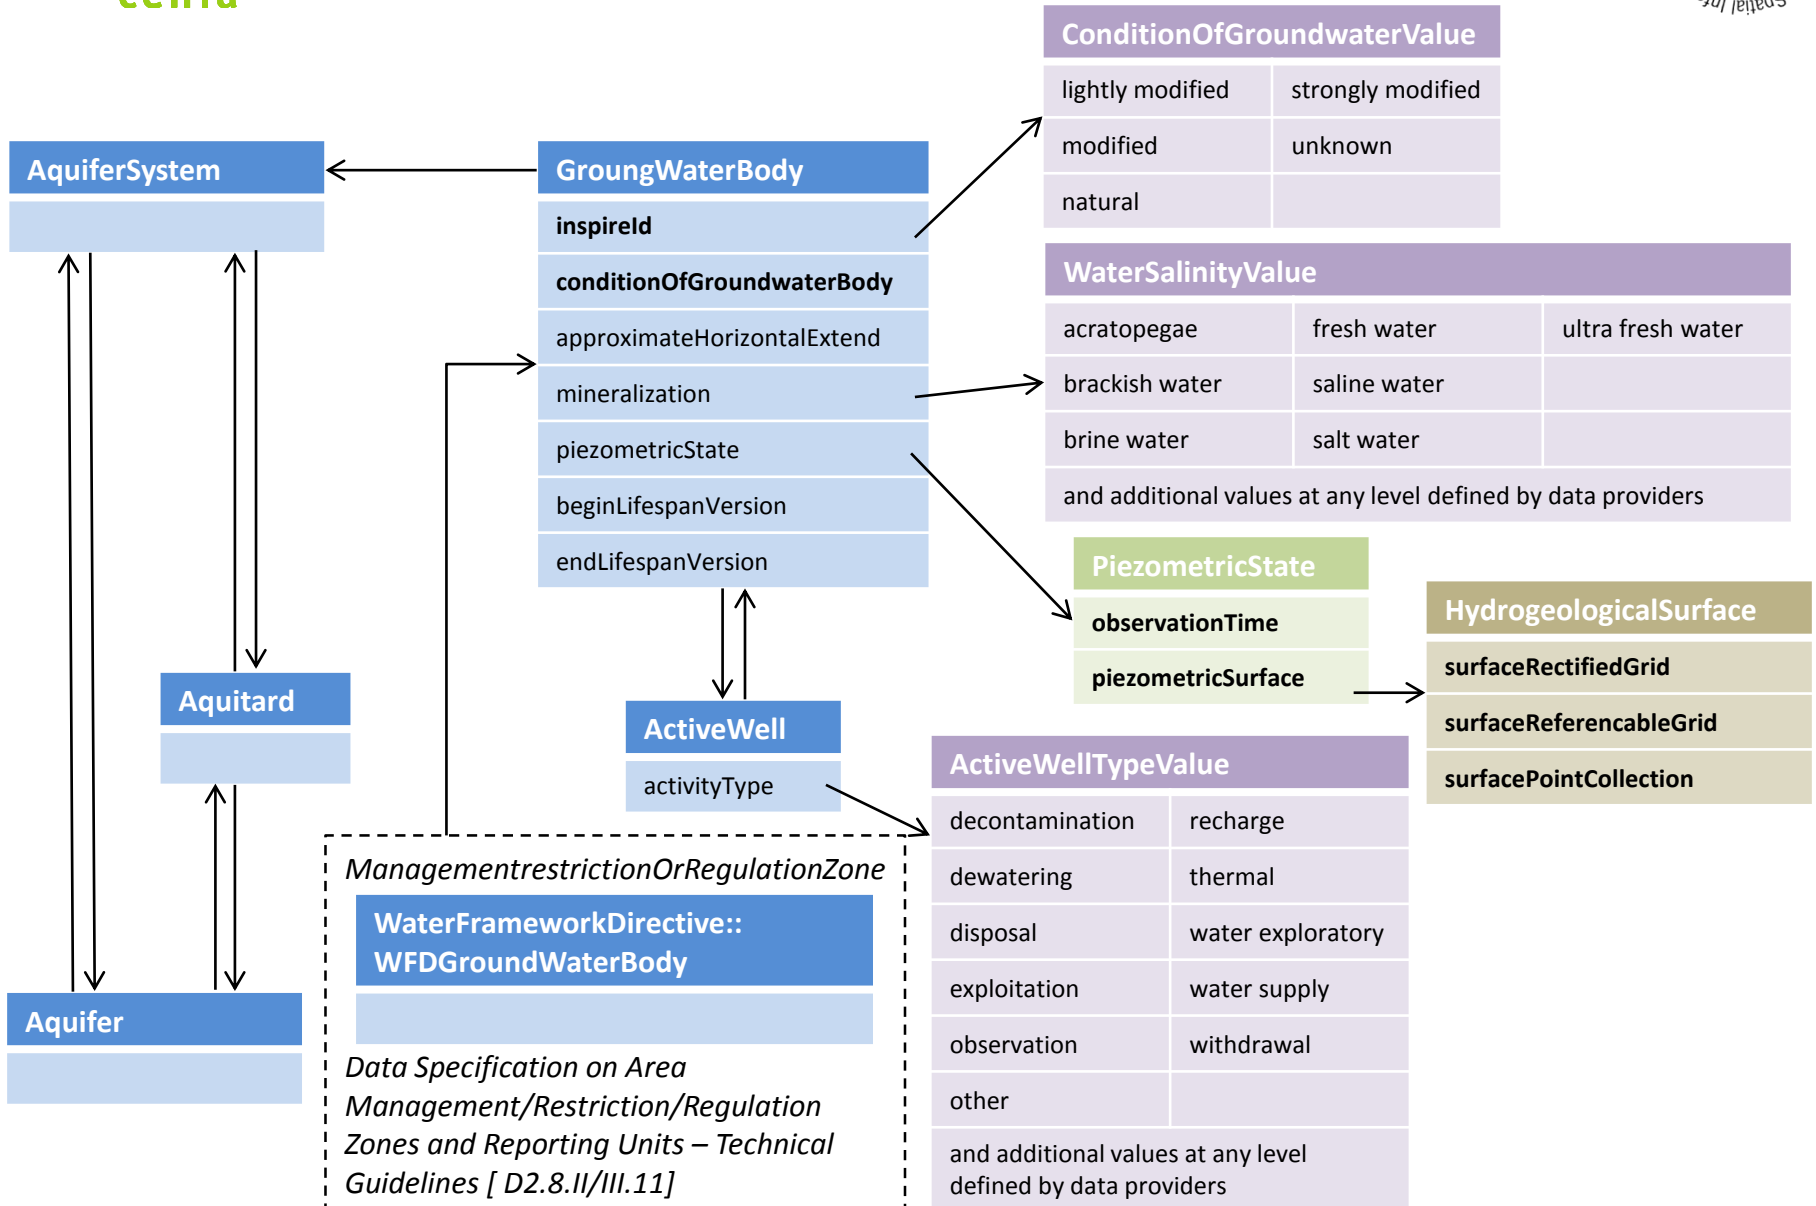 ConditionOfGroundwaterValue
lightly modified
strongly modified
modified
unknown
natural
AquiferSystem
GroungWaterBody
inspireId
conditionOfGroundwaterBody
approximateHorizontalExtend
mineralization
piezometricState
beginLifespanVersion
endLifespanVersion
WaterSalinityValue
acratopegae
fresh water
ultra fresh water
brackish water
saline water
brine water
salt water
and additional values at any level defined by data providers
PiezometricState
observationTime
piezometricSurface
HydrogeologicalSurface
surfaceRectifiedGrid
surfaceReferencableGrid
surfacePointCollection
Aquitard
ActiveWell
activityType
ActiveWellTypeValue
decontamination
recharge
dewatering
thermal
disposal
water exploratory
exploitation
water supply
observation
withdrawal
other
and additional values at any level
defined by data providers
ManagementrestrictionOrRegulationZone
WaterFrameworkDirective::
WFDGroundWaterBody
Data Specification on Area
Management/Restriction/Regulation
Zones and Reporting Units – Technical
Guidelines [ D2.8.II/III.11]
Aquifer